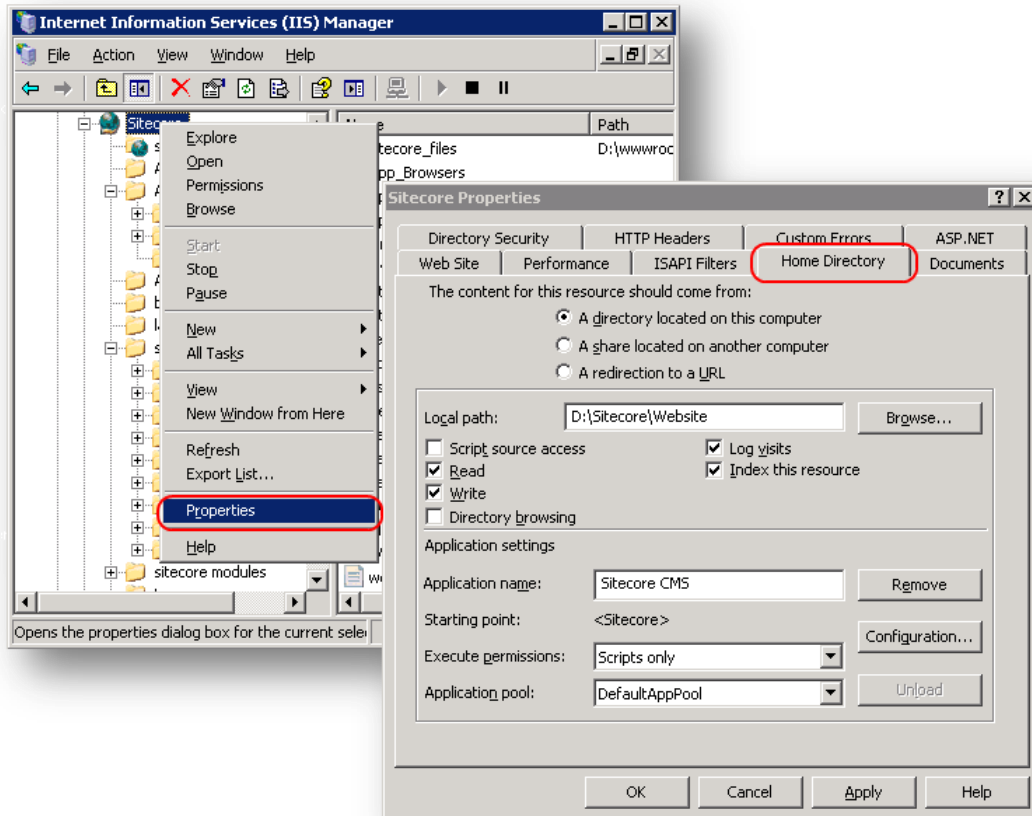 Internet Information Services (IIS) Manager
File Action View Window Help
Sitecore
Path
tecore_files D:\wwwroc
pp_Browsers
Explore
Open
Permissions
Browse
Start
Stop
Pause
New
All Tasks
View
New Window from Here
Refresh
Export List...
Properties
Help
sitecore modules
Opens the properties dialog box for the current sele
Sitecore Properties
Directory Security HTTP Headers Custom Errors ASP.NET
Web Site Performance ISAPI Filters Home Directory Documents
The content for this resource should come from:
A directory located on this computer
A share located on another computer
A redirection to a URL
Local path: D:\Sitecore\Website Browse...
Script source access Log visits
Read Index this resource
Write
Directory browsing
Application settings
Application name: Sitecore CMS Remove
Starting point: <Sitecore>
Configuration...
Execute permissions: Scripts only
Application pool: DefaultAppPool Unload
OK Cancel Apply Help